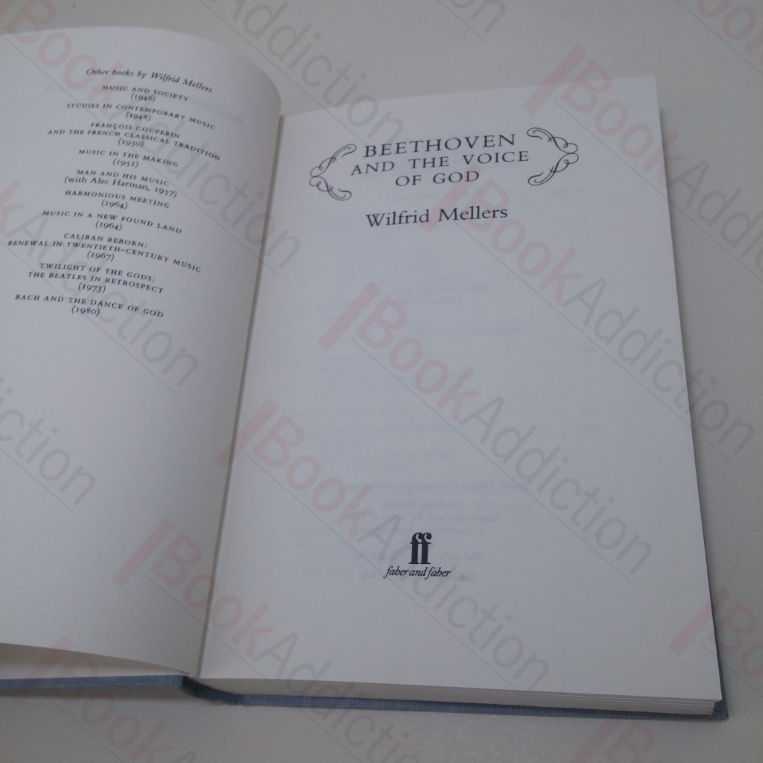 Other books by Wilfrid Mellers
MUSIC AND SOCIETY
(1946)
STUDIES IN CONTEMPORARY MUSIC
(1948)
FRANÇOIS COUPERIN
AND THE FRENCH CLASSICAL TRADITION
(1950)
MUSIC IN THE MAKING
(1951)
MAN AND HIS MUSIC
(with Alec Harman, 1957)
HARMONIOUS MEETING
(1964)
MUSIC IN A NEW FOUND LAND
(1964)
CALIBAN REBORN:
RENEWAL IN TWENTIETH-CENTURY MUSIC
(1967)
TWILIGHT OF THE GODS:
THE BEATLES IN RETROSPECT
(1973)
BACH AND THE DANCE OF GOD
(1980)
BEETHOVEN
AND THE VOICE
OF GOD
Wilfrid Mellers
ff
faber and faber
BookAddiction